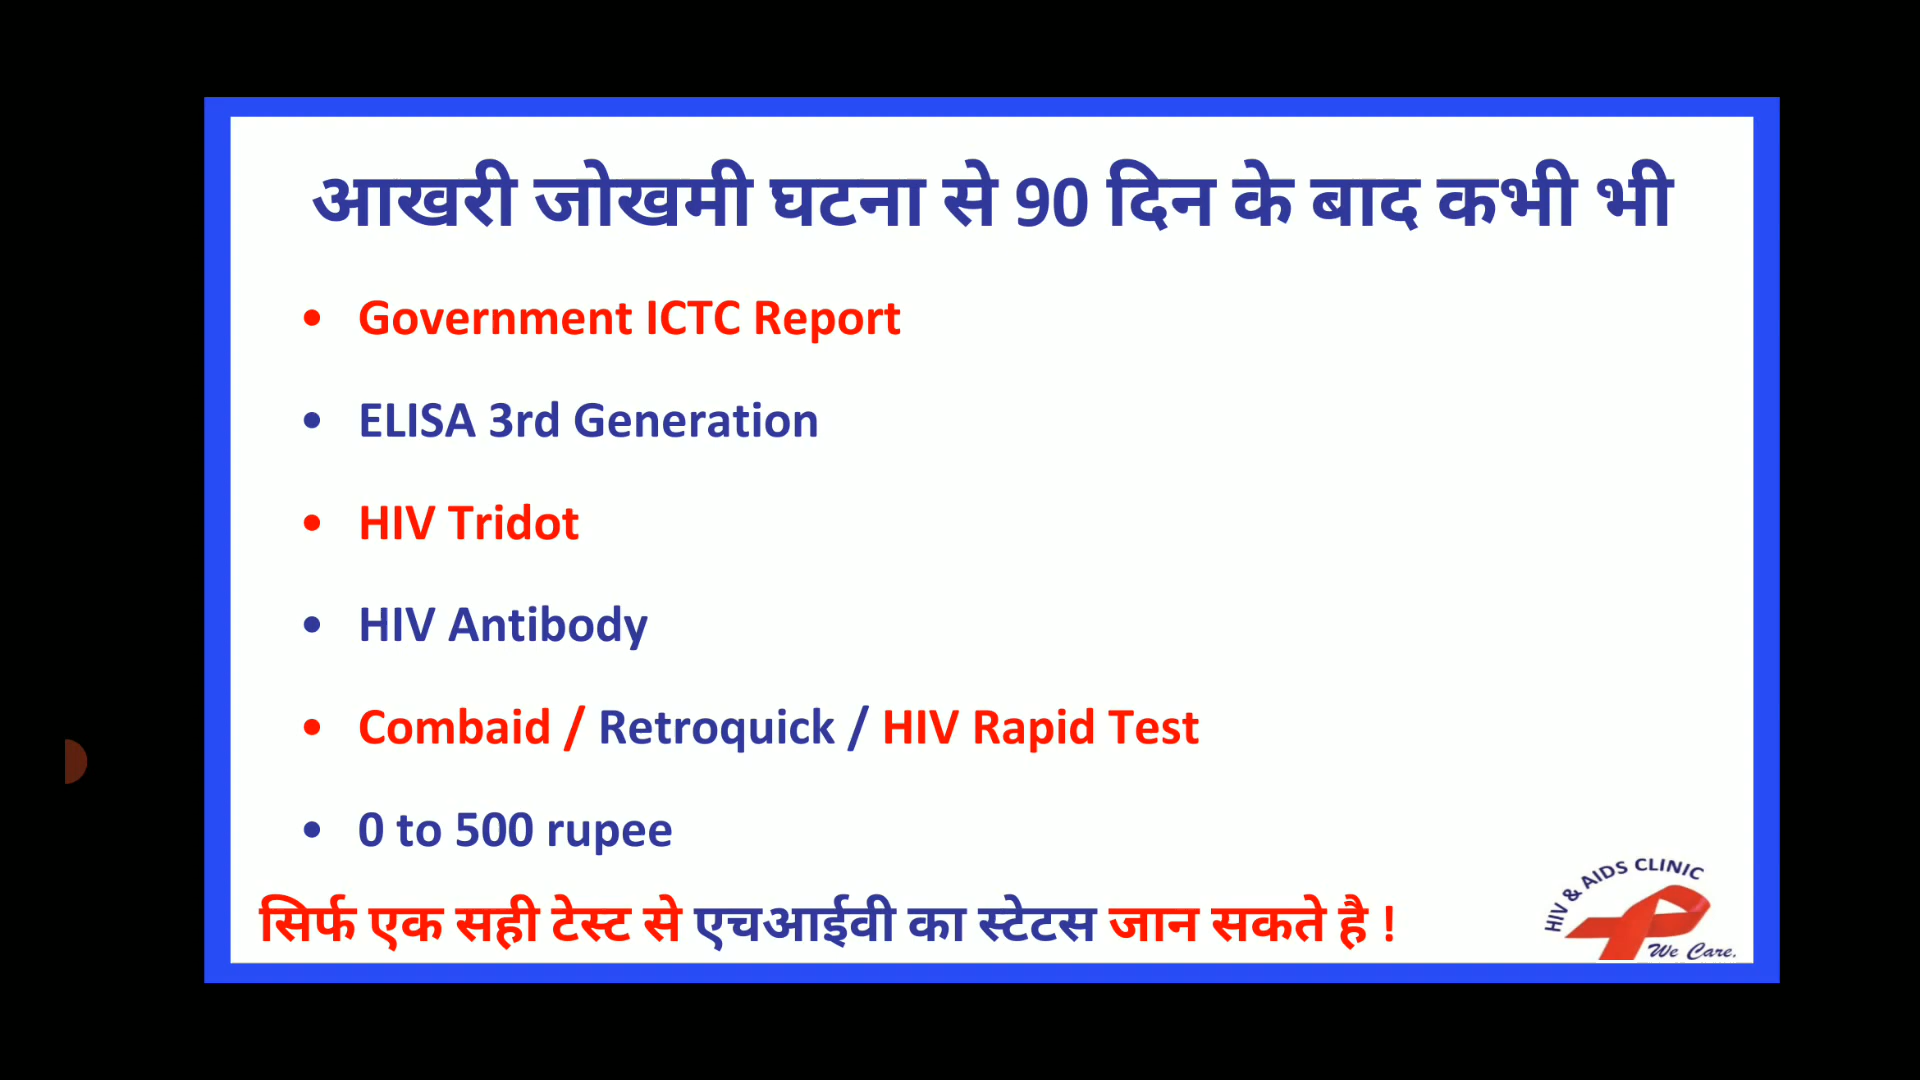 आखरी जोखमी घटना से 90 दिन के बाद कभी भी
• Government ICTC Report
• ELISA 3rd Generation
• HIV Tridot
• HIV Antibody
• Combaid / Retroquick / HIV Rapid Test
• 0 to 500 rupee
सिर्फ एक सही टेस्ट से एचआईवी का स्टेटस जान सकते है !
HIV & AIDS CLINIC
We Care.